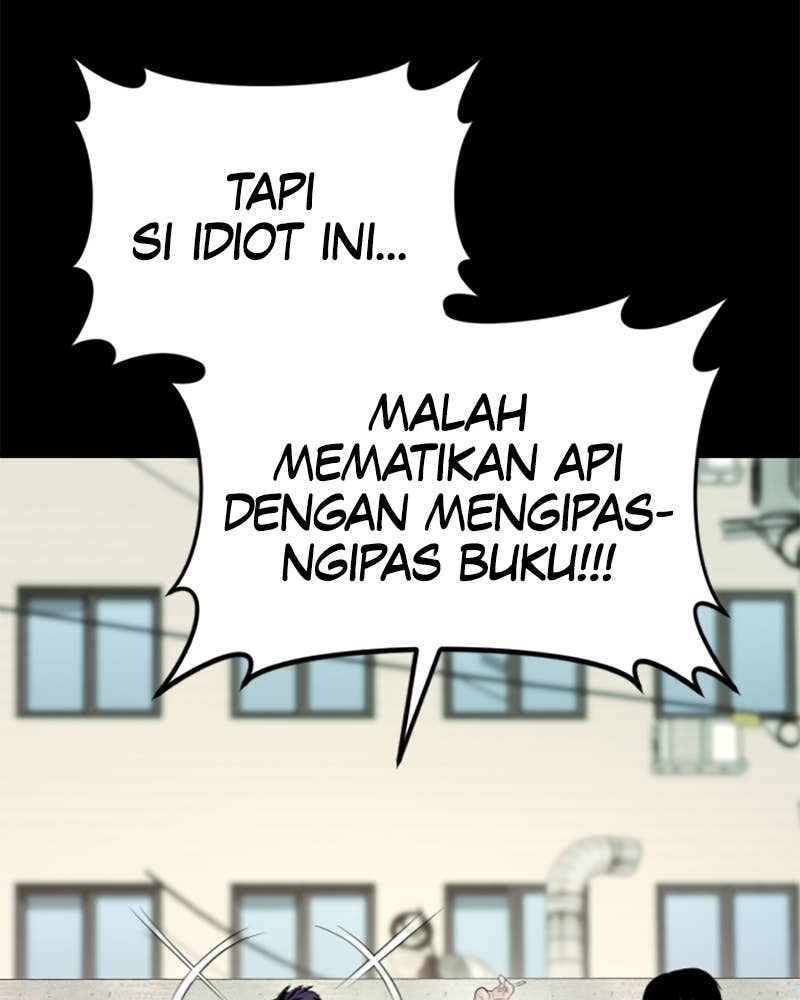 TAPI
SI IDIOT INI...
MALAH
MEMATIKAN API
DENGAN MENGIPAS-
NGIPAS BUKU!!!